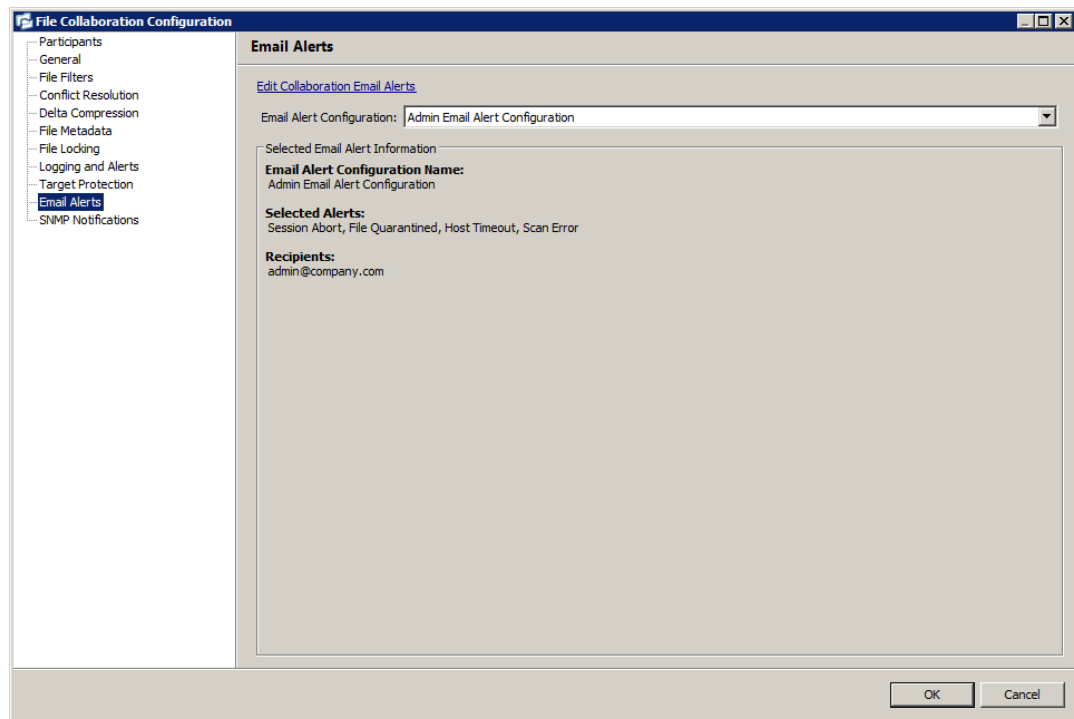 File Collaboration Configuration
Participants
General
File Filters
Conflict Resolution
Delta Compression
File Metadata
File Locking
Logging and Alerts
Target Protection
Email Alerts
SNMP Notifications
Email Alerts
Edit Collaboration Email Alerts
Email Alert Configuration: Admin Email Alert Configuration
Selected Email Alert Information
Email Alert Configuration Name:
Admin Email Alert Configuration
Selected Alerts:
Session Abort, File Quarantined, Host Timeout, Scan Error
Recipients:
admin@company.com
OK Cancel